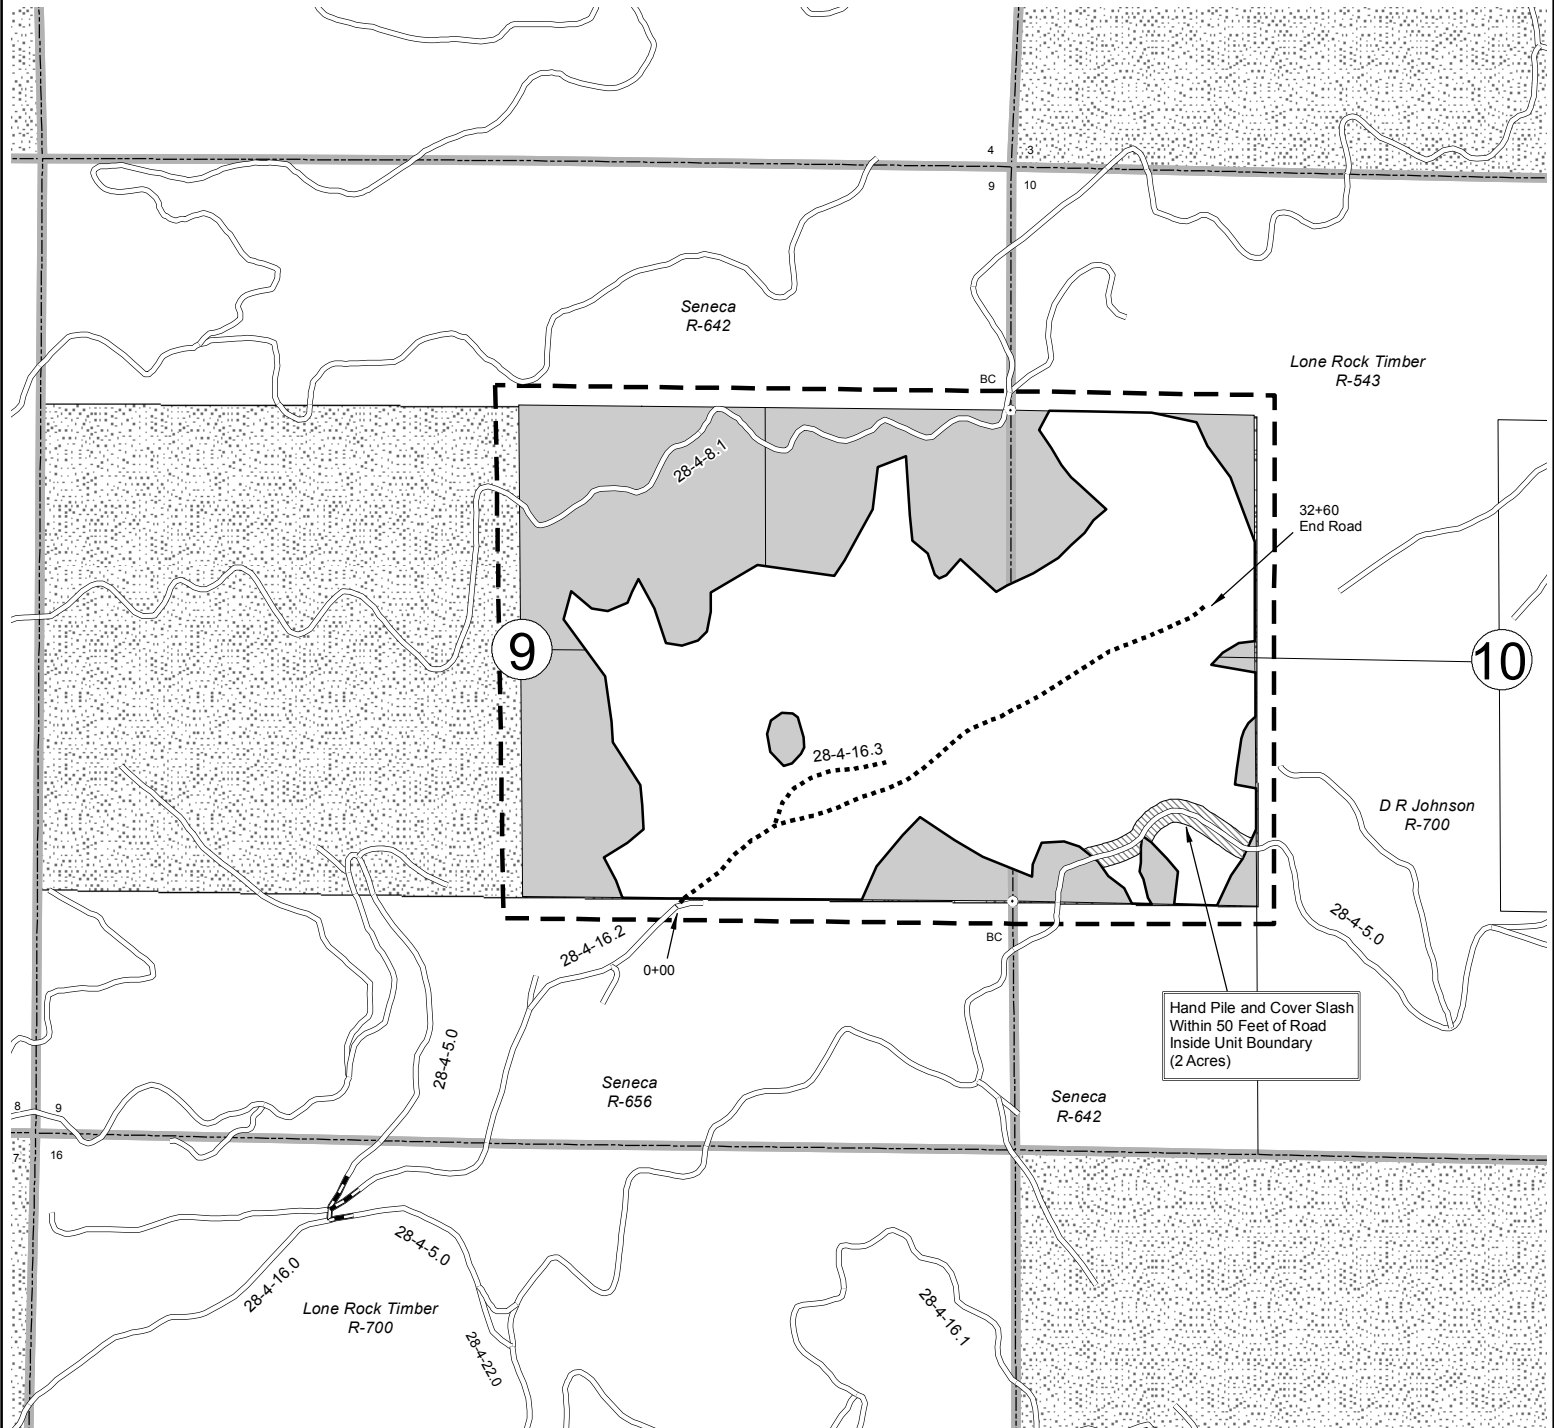 4
3
9
10
Seneca
R-642
Lone Rock Timber
R-543
BC
28-4-8.1
32+60
End Road
9
10
28-4-16.3
D R Johnson
R-700
28-4-16.2
28-4-5.0
BC
0+00
Hand Pile and Cover Slash
Within 50 Feet of Road
Inside Unit Boundary
(2 Acres)
28-4-5.0
Seneca
R-656
Seneca
R-642
8
9
7
16
28-4-5.0
28-4-16.0
Lone Rock Timber
R-700
28-4-16.1
28-4-22.0